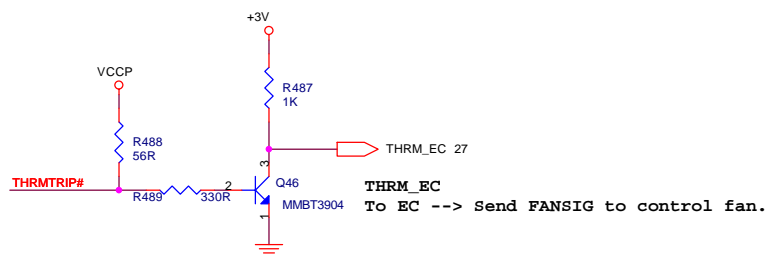 +3V
VCCP
R487
1K
R488
56R
THRM_EC 27
3
THRMTRIP#
R489
330R
2
Q46
MMBT3904
1
THRM_EC
To EC --> Send FANSIG to control fan.